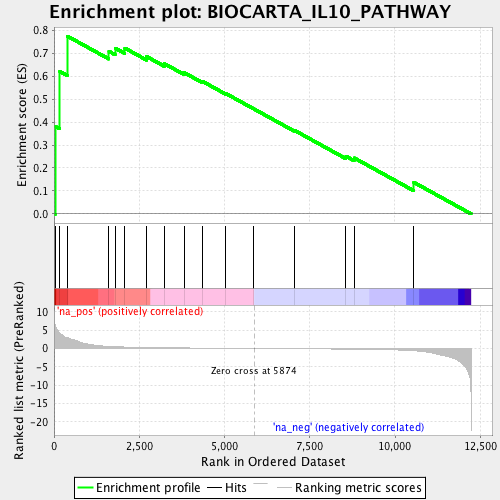 Enrichment plot: BIOCARTA_IL10_PATHWAY
Enrichment score (ES)
0.8
0.7
0.6
0.5
0.4
0.3
0.2
0.1
0.0
'na_pos' (positively correlated)
Ranked list metric (PreRanked)
10
5
0
-5
-10
-15
-20
Zero cross at 5874
'na_neg' (negatively correlated)
0
2,500
5,000
7,500
10,000
12,500
Rank in Ordered Dataset
Enrichment profile
Hits
Ranking metric scores